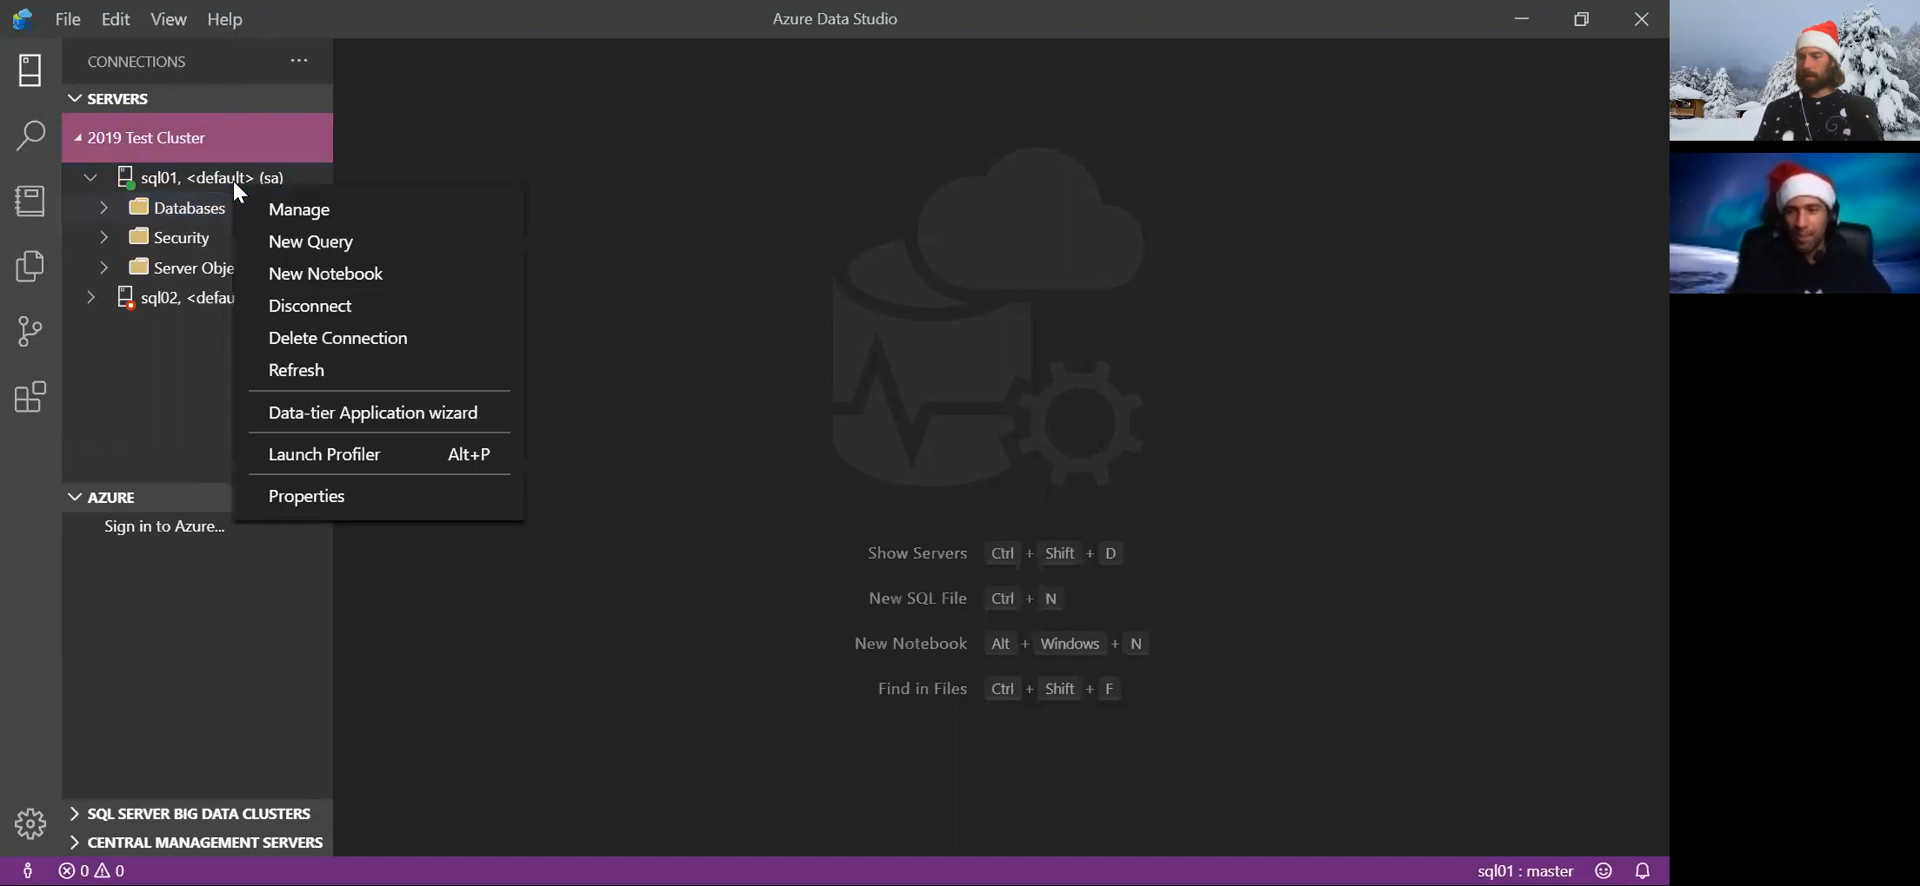 File Edit View Help
Azure Data Studio
CONNECTIONS
SERVERS
2019 Test Cluster
sql01, <default> (sa)
Databases
Security
Server Obje
sql02, <defau
Manage
New Query
New Notebook
Disconnect
Delete Connection
Refresh
Data-tier Application wizard
Launch Profiler Alt+P
Properties
AZURE
Sign in to Azure...
Show Servers Ctrl + Shift + D
New SQL File Ctrl + N
New Notebook Alt + Windows + N
Find in Files Ctrl + Shift + F
SQL SERVER BIG DATA CLUSTERS
CENTRAL MANAGEMENT SERVERS
0 0
sql01 : master